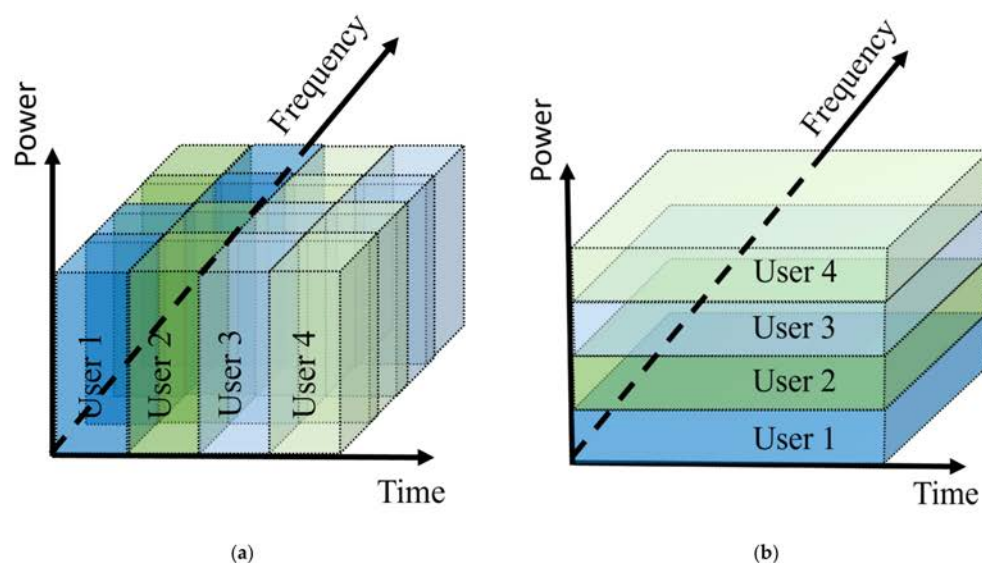 Power
Frequency
User 1
User 2
User 3
User 4
Time
(a)
Power
Frequency
User 4
User 3
User 2
User 1
Time
(b)